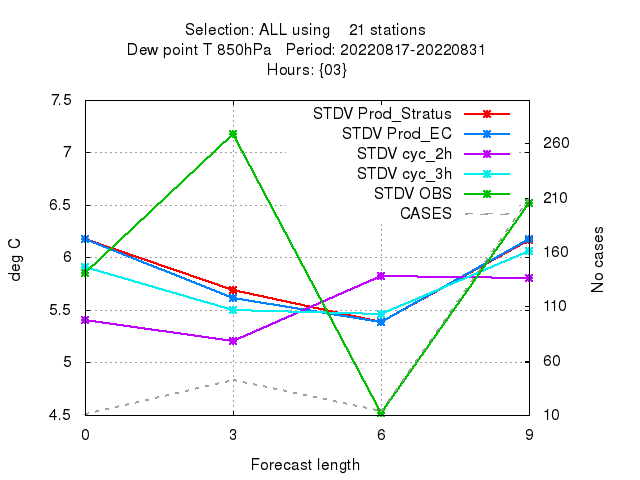 Selection: ALL using    21 stations
Dew point T 850hPa   Period: 20220817-20220831
Hours: {03}
7.5
7
6.5
6
5.5
5
4.5
deg C
STDV Prod_Stratus
STDV Prod_EC
STDV cyc_2h
STDV cyc_3h
STDV OBS
CASES
260
210
160
110
60
10
No cases
0 3 6 9
Forecast length